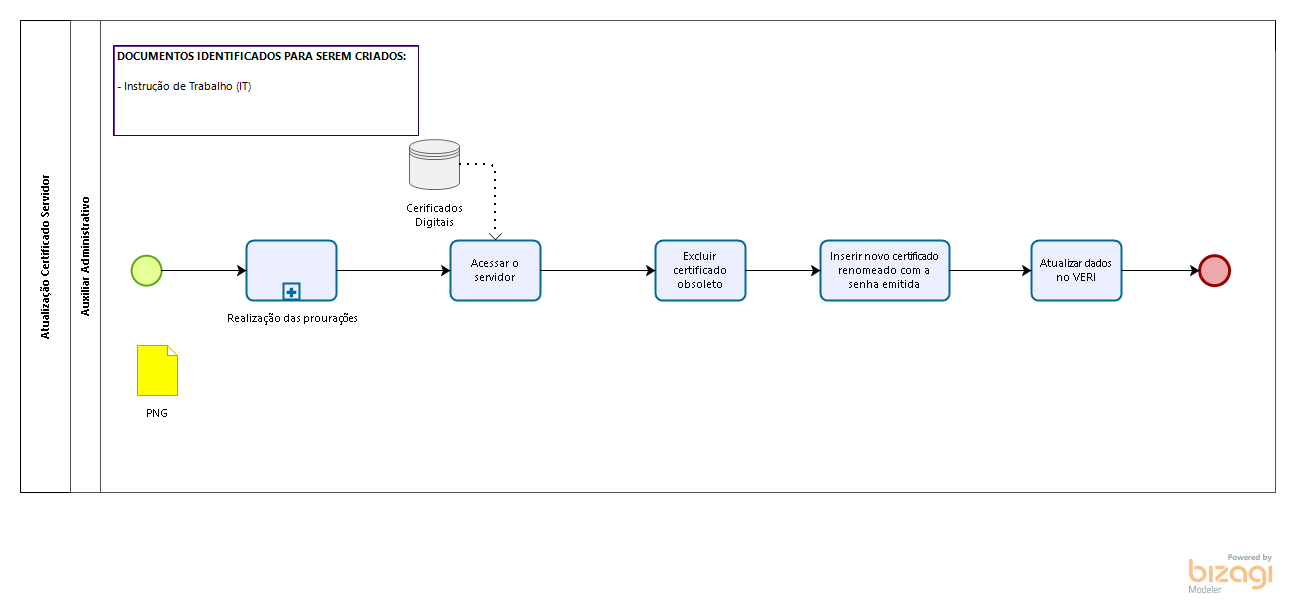 Atualização Certificado Servidor
Auxiliar Administrativo
DOCUMENTOS IDENTIFICADOS PARA SEREM CRIADOS:
- Instrução de Trabalho (IT)
Cerificados
Digitais
Realização das prourações
Acessar o
servidor
Excluir
certificado
obsoleto
Inserir novo certificado
renomeado com a
senha emitida
Atualizar dados
no VERI
PNG
Powered by
bizagi
Modeler